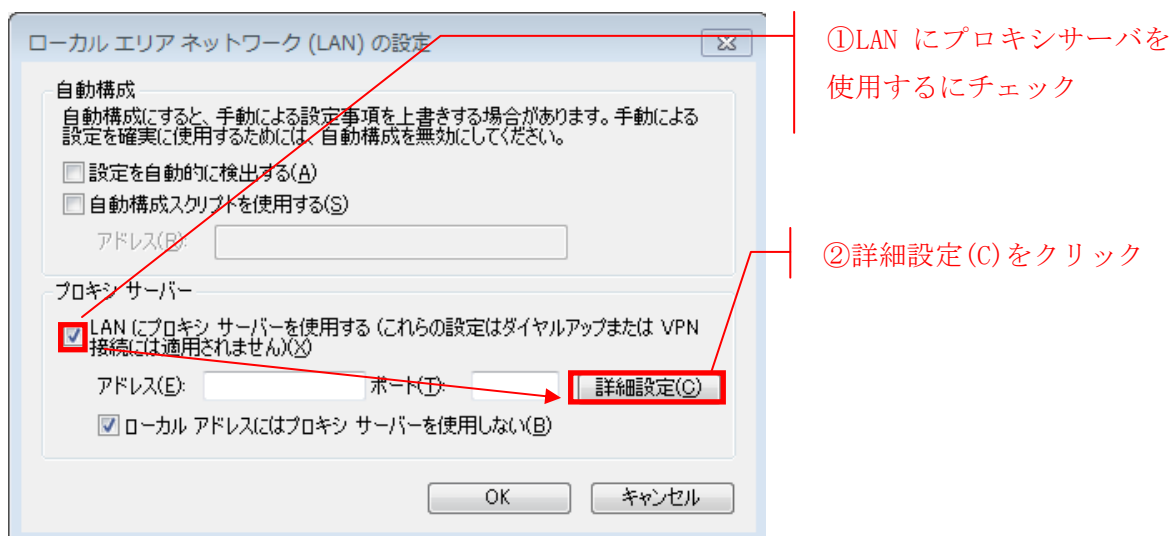 ローカル エリア ネットワーク (LAN) の設定
自動構成
自動構成にすると、手動による設定事項を上書きする場合があります。手動による
設定を確実に使用するためには、自動構成を無効にしてください。
設定を自動的に検出する(A)
自動構成スクリプトを使用する(S)
アドレス(R):
プロキシ サーバー
LAN にプロキシ サーバーを使用する (これらの設定はダイヤルアップまたは VPN
接続には適用されません)(X)
アドレス(E):
ポート(T):
詳細設定(C)
ローカル アドレスにはプロキシ サーバーを使用しない(B)
OK
キャンセル
①LAN にプロキシサーバを
使用するにチェック
②詳細設定(C)をクリック